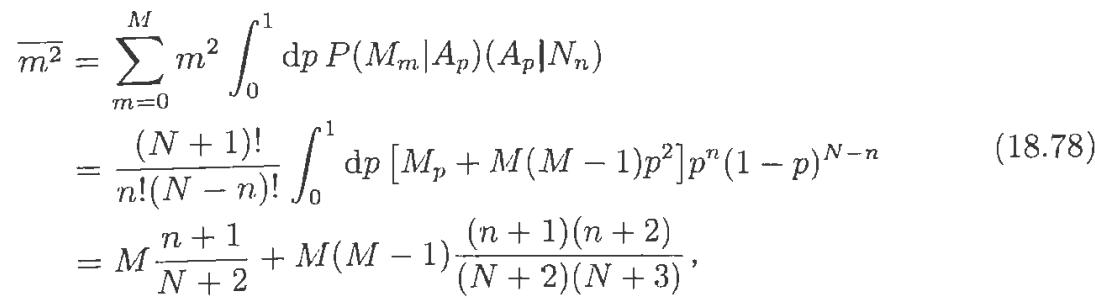 \overline{m^2} = \sum_{m=0}^{M} m^2 \int_0^1 \mathrm{d}p\, P(M_m|A_p)(A_p|N_n)
= \frac{(N+1)!}{n!(N-n)!} \int_0^1 \mathrm{d}p \left[M_p + M(M-1)p^2\right] p^n (1-p)^{N-n} (18.78)
= M\frac{n+1}{N+2} + M(M-1)\frac{(n+1)(n+2)}{(N+2)(N+3)},